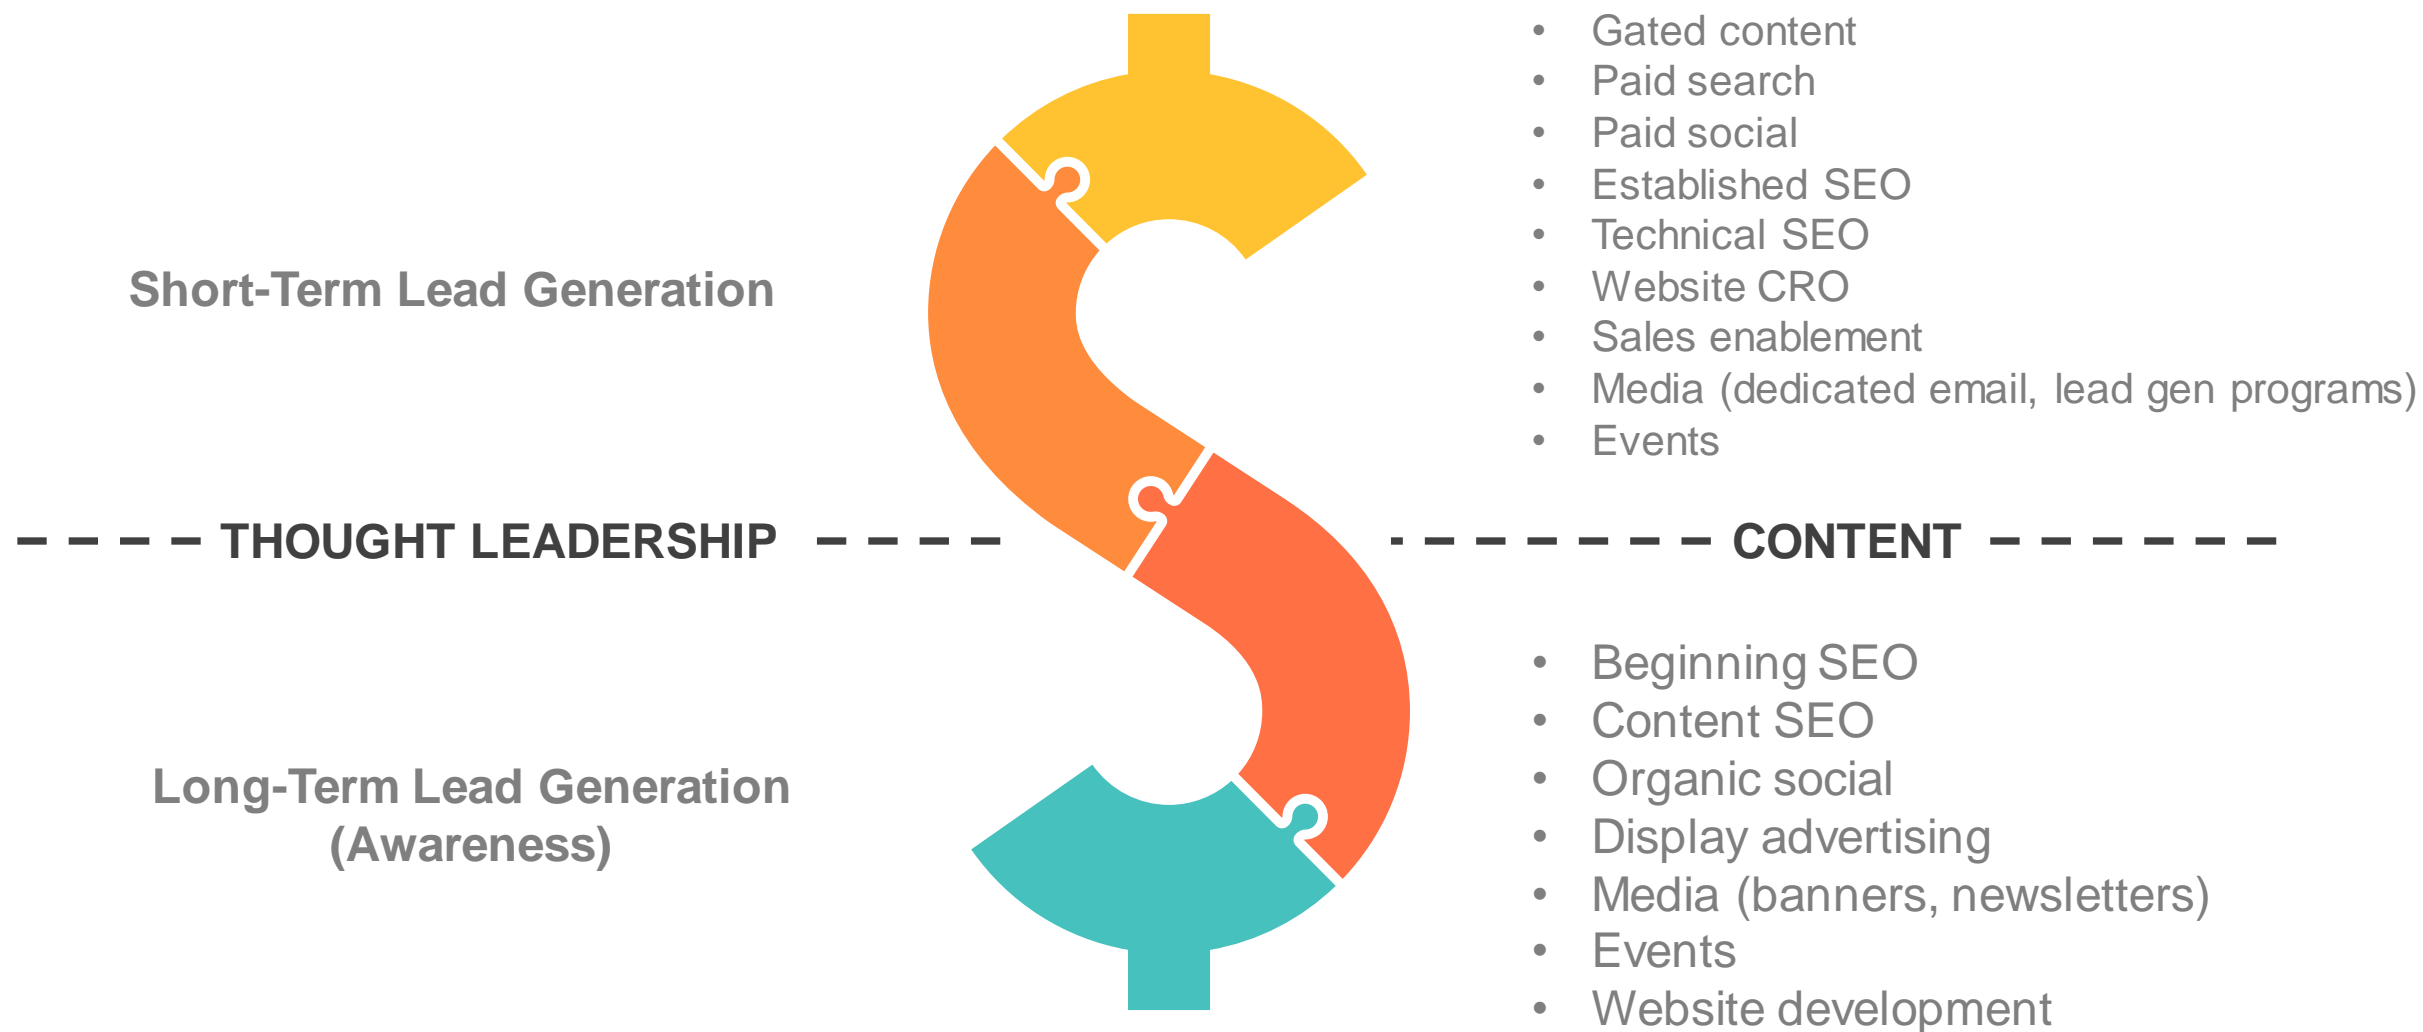 Short-Term Lead Generation
• Gated content
• Paid search
• Paid social
• Established SEO
• Technical SEO
• Website CRO
• Sales enablement
• Media (dedicated email, lead gen programs)
• Events
THOUGHT LEADERSHIP
CONTENT
Long-Term Lead Generation
(Awareness)
• Beginning SEO
• Content SEO
• Organic social
• Display advertising
• Media (banners, newsletters)
• Events
• Website development